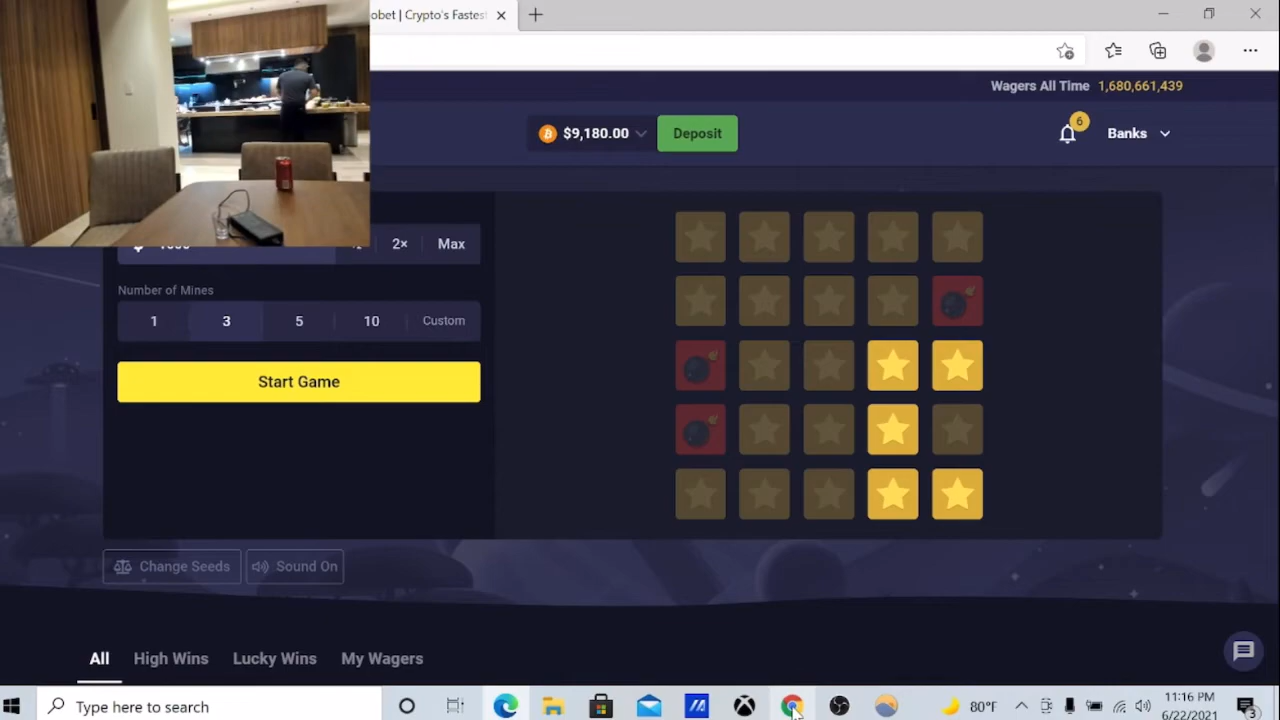 obet | Crypto's Fastest
Wagers All Time 1,680,661,439
$9,180.00 Deposit
6
Banks
2× Max
Number of Mines
1 3 5 10 Custom
Start Game
Change Seeds Sound On
All High Wins Lucky Wins My Wagers
Type here to search
80°F
11:16 PM
6/22/2021
3